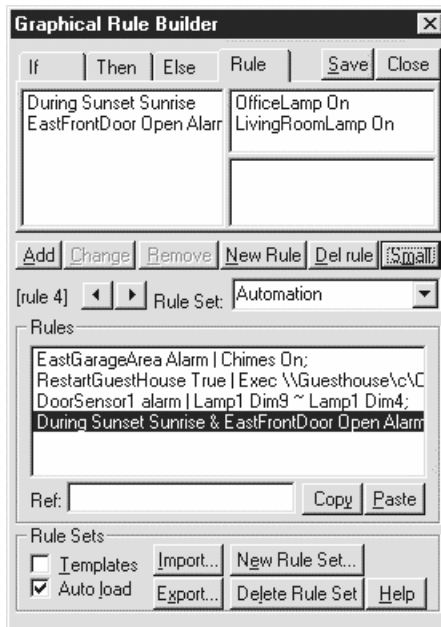 Graphical Rule Builder
If Then Else Rule Save Close
During Sunset Sunrise
EastFrontDoor Open Alarm
OfficeLamp On
LivingRoomLamp On
Add Change Remove New Rule Del rule Small
[rule 4] Rule Set: Automation
Rules
EastGarageArea Alarm | Chimes On;
RestartGuestHouse True | Exec \\Guesthouse\c\C
DoorSensor1 alarm | Lamp1 Dim9 ~ Lamp1 Dim4;
During Sunset Sunrise & EastFrontDoor Open Alarm
Ref: Copy Paste
Rule Sets
Templates Import... New Rule Set...
Auto load Export... Delete Rule Set Help